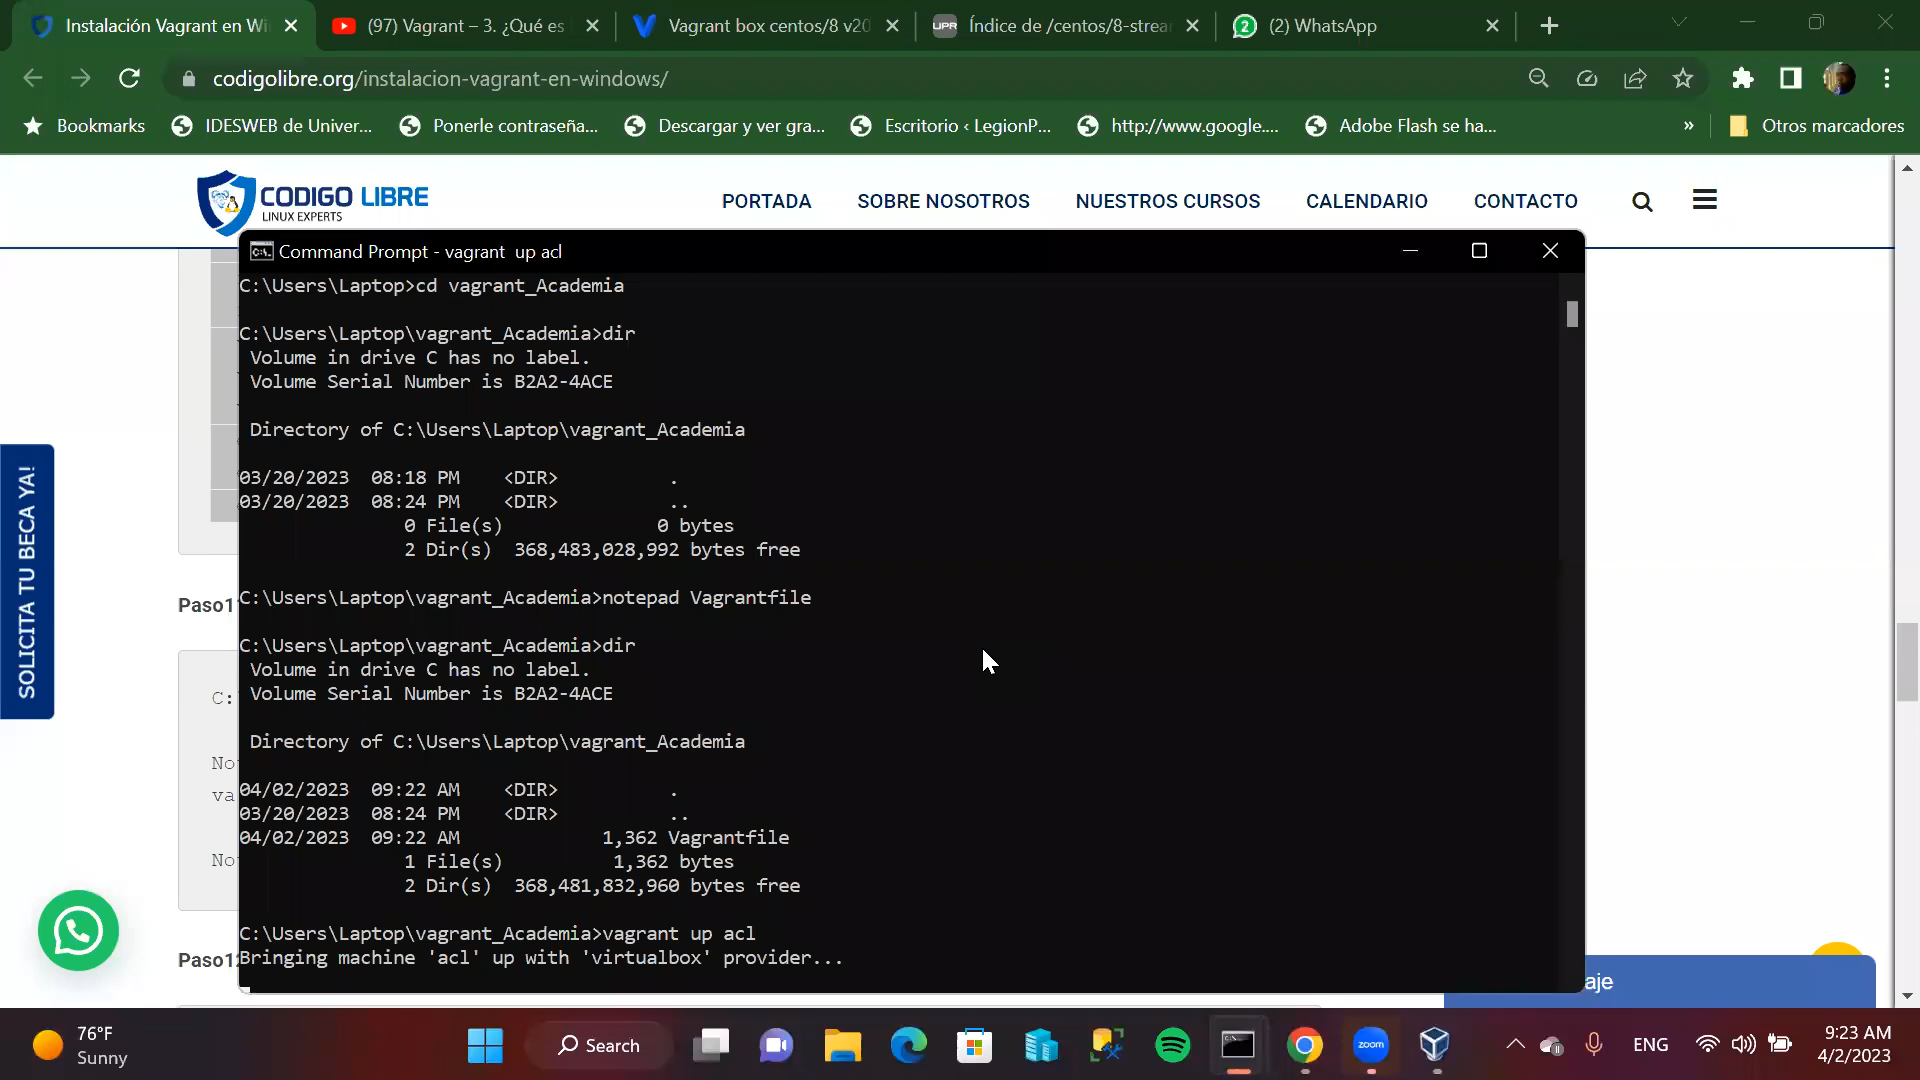 Instalación Vagrant en Wi
(97) Vagrant – 3. ¿Qué es
Vagrant box centos/8 v20
Índice de /centos/8-strea
(2) WhatsApp
codigolibre.org/instalacion-vagrant-en-windows/
Bookmarks
IDESWEB de Univer...
Ponerle contraseña...
Descargar y ver gra...
Escritorio ‹ LegionP...
http://www.google....
Adobe Flash se ha...
»
Otros marcadores
CODIGO LIBRE
LINUX EXPERTS
PORTADA
SOBRE NOSOTROS
NUESTROS CURSOS
CALENDARIO
CONTACTO
Command Prompt - vagrant  up acl
C:\Users\Laptop>cd vagrant_Academia
C:\Users\Laptop\vagrant_Academia>dir
Volume in drive C has no label.
Volume Serial Number is B2A2-4ACE
Directory of C:\Users\Laptop\vagrant_Academia
03/20/2023  08:18 PM    <DIR>          .
03/20/2023  08:24 PM    <DIR>          ..
0 File(s)              0 bytes
2 Dir(s)  368,483,028,992 bytes free
C:\Users\Laptop\vagrant_Academia>notepad Vagrantfile
C:\Users\Laptop\vagrant_Academia>dir
Volume in drive C has no label.
Volume Serial Number is B2A2-4ACE
Directory of C:\Users\Laptop\vagrant_Academia
04/02/2023  09:22 AM    <DIR>          .
03/20/2023  08:24 PM    <DIR>          ..
04/02/2023  09:22 AM             1,362 Vagrantfile
1 File(s)          1,362 bytes
2 Dir(s)  368,481,832,960 bytes free
C:\Users\Laptop\vagrant_Academia>vagrant up acl
Bringing machine 'acl' up with 'virtualbox' provider...
SOLICITA TU BECA YA!
Paso1
C:
No
va
No
Paso1
aje
76°F
Sunny
Search
zoom
ENG
9:23 AM
4/2/2023